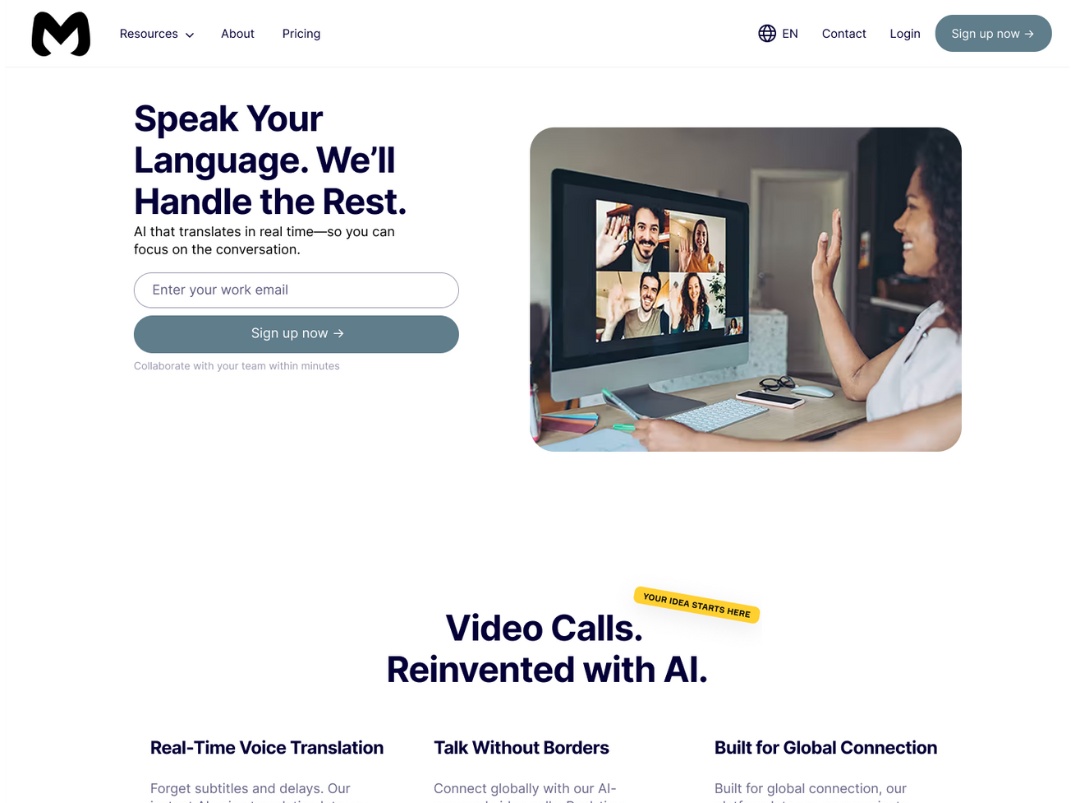 Resources
About
Pricing
EN
Contact
Login
Sign up now →
Speak Your
Language. We’ll
Handle the Rest.
AI that translates in real time—so you can
focus on the conversation.
Enter your work email
Sign up now →
Collaborate with your team within minutes
YOUR IDEA STARTS HERE
Video Calls.
Reinvented with AI.
Real-Time Voice Translation
Talk Without Borders
Built for Global Connection
Forget subtitles and delays. Our
Connect globally with our AI-
Built for global connection, our